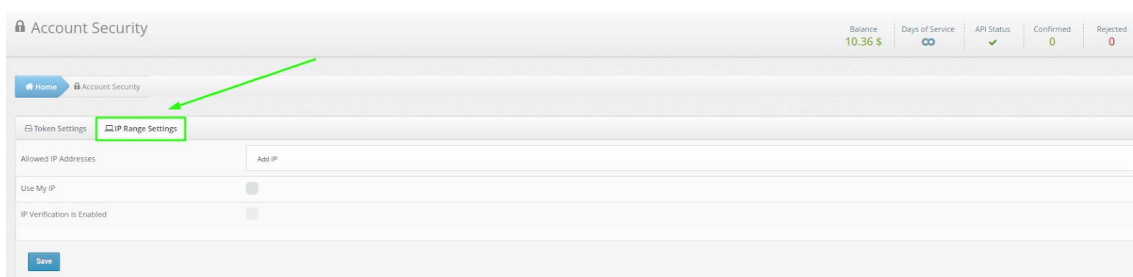 Account Security
Balance Days of Service API Status Confirmed Rejected
10.36 $ 0 0
Home Account Security
Token Settings IP Range Settings
Allowed IP Addresses Add IP
Use My IP
IP Verification is Enabled
Save